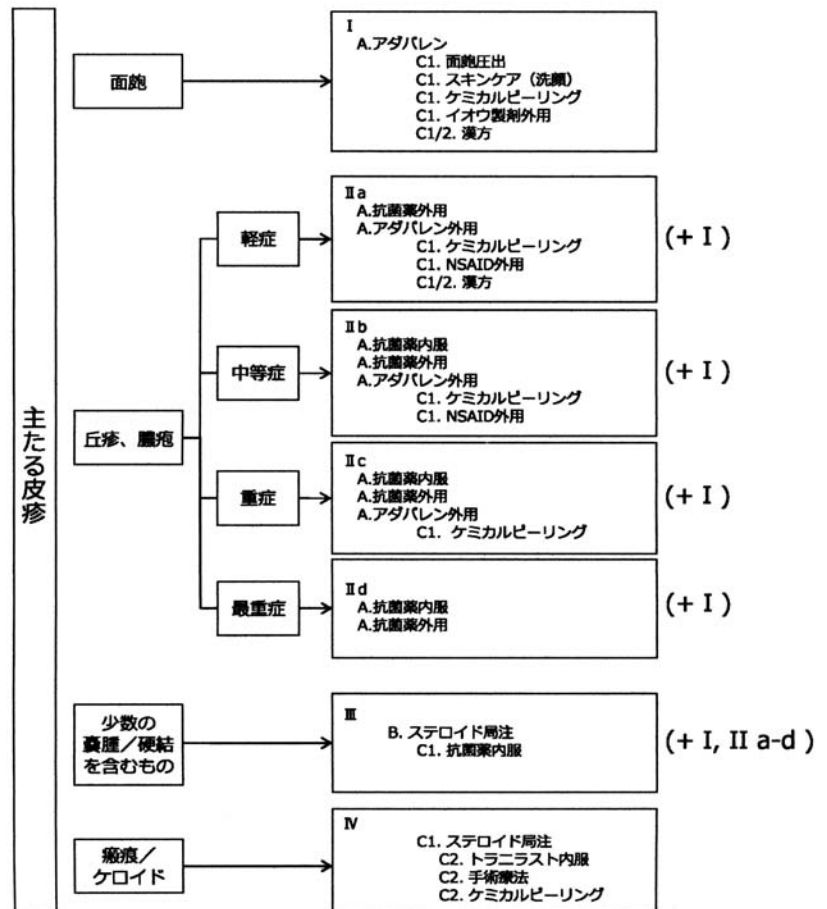 主たる皮疹
面皰
I
A.アダパレン
C1. 面皰圧出
C1. スキンケア（洗顔）
C1. ケミカルピーリング
C1. イオウ製剤外用
C1/2. 漢方
丘疹、膿疱
軽症
IIa
A.抗菌薬外用
A.アダパレン外用
C1. ケミカルピーリング
C1. NSAID外用
C1/2. 漢方
(+ I )
中等症
IIb
A.抗菌薬内服
A.抗菌薬外用
A.アダパレン外用
C1. ケミカルピーリング
C1. NSAID外用
(+ I )
重症
IIc
A.抗菌薬内服
A.抗菌薬外用
A.アダパレン外用
C1. ケミカルピーリング
(+ I )
最重症
IId
A.抗菌薬内服
A.抗菌薬外用
(+ I )
少数の
嚢腫／硬結
を含むもの
III
B. ステロイド局注
C1. 抗菌薬内服
(+ I, II a-d )
瘢痕／
ケロイド
IV
C1. ステロイド局注
C2. トラニラスト内服
C2. 手術療法
C2. ケミカルピーリング